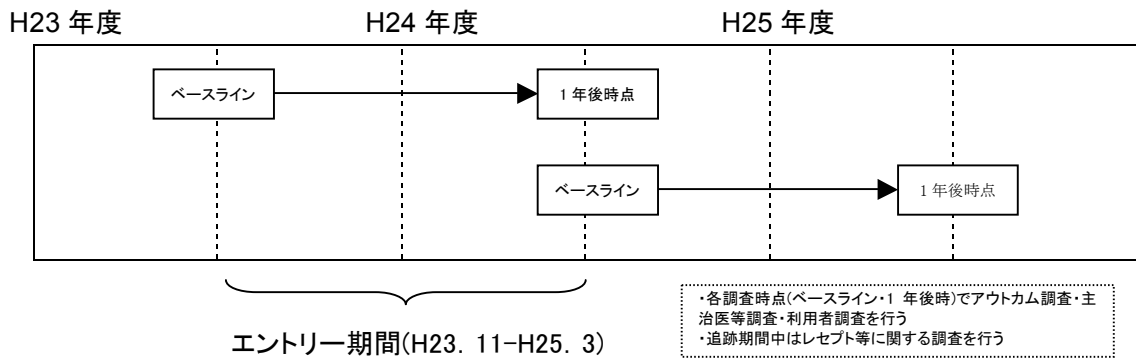 H23 年度
H24 年度
H25 年度
ベースライン
1 年後時点
ベースライン
1 年後時点
エントリー期間(H23. 11-H25. 3)
・各調査時点(ベースライン・1 年後時)でアウトカム調査・主
治医等調査・利用者調査を行う
・追跡期間中はレセプト等に関する調査を行う